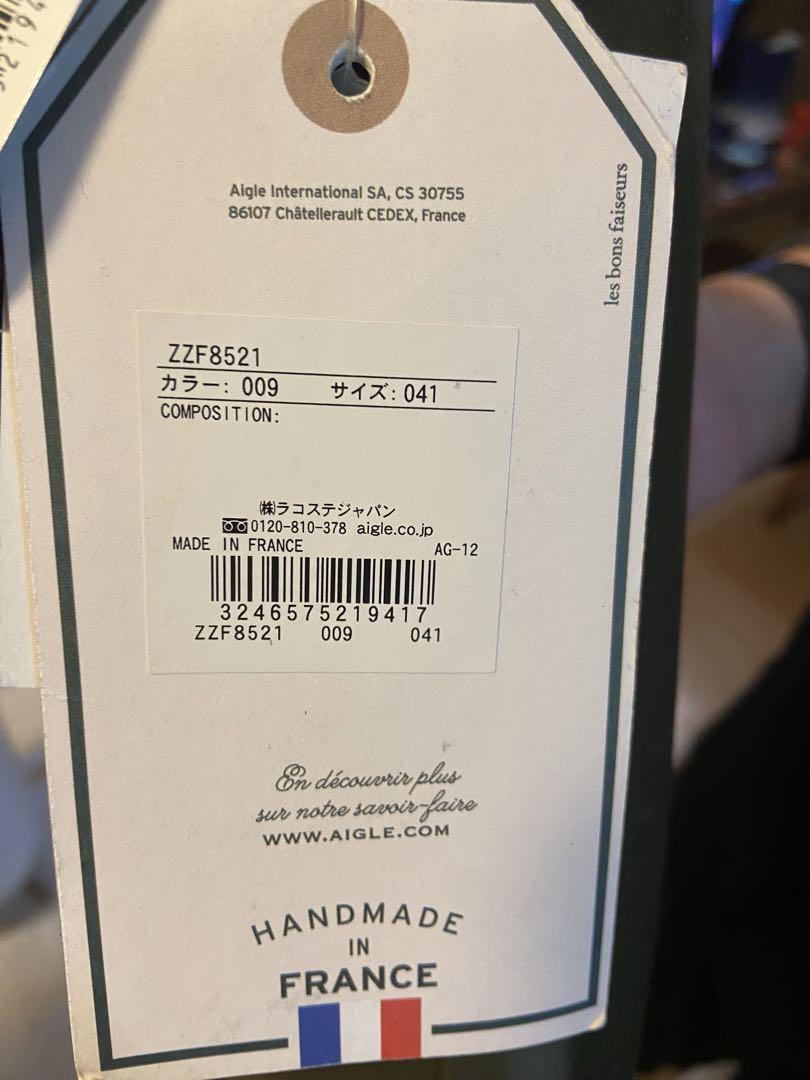 Aigle International SA, CS 30755
86107 Châtellerault CEDEX, France
les bons faiseurs
ZZF8521
カラー: 009 サイズ: 041
COMPOSITION:
㈱ラコステジャパン
0120-810-378 aigle.co.jp
MADE IN FRANCE AG-12
3246575219417
ZZF8521 009 041
En découvrir plus
sur notre savoir-faire
WWW.AIGLE.COM
HANDMADE
IN
FRANCE